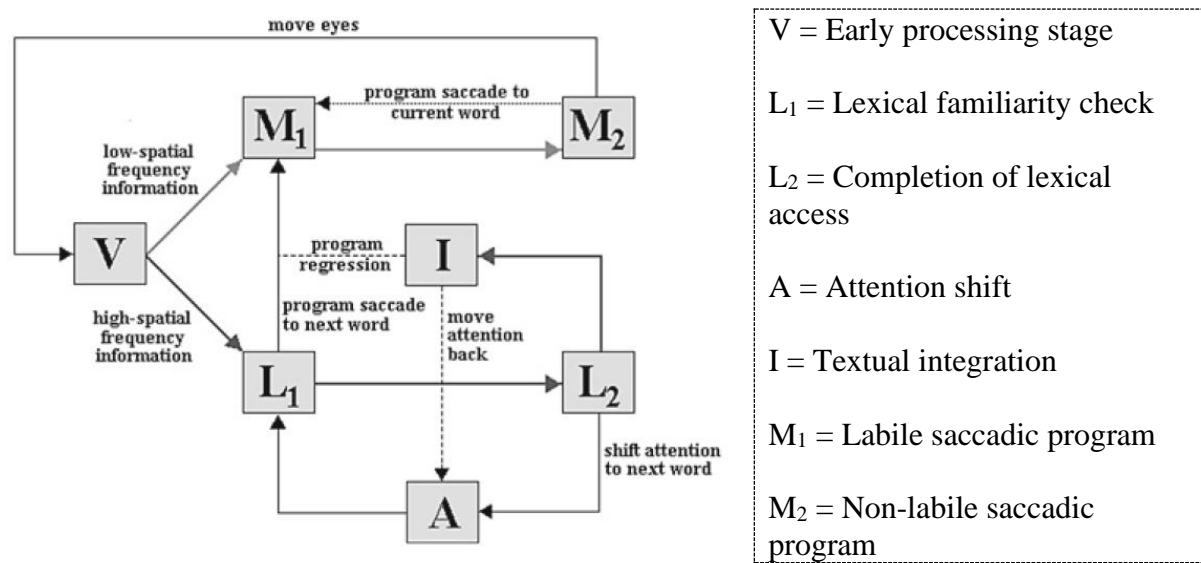 move eyes
program saccade to
current word
M₁
M₂
low-spatial
frequency
information
V
program
regression
I
high-spatial
frequency
information
program saccade
to next word
move
attention
back
L₁
L₂
shift attention
to next word
A
V = Early processing stage
L₁ = Lexical familiarity check
L₂ = Completion of lexical
access
A = Attention shift
I = Textual integration
M₁ = Labile saccadic program
M₂ = Non-labile saccadic
program